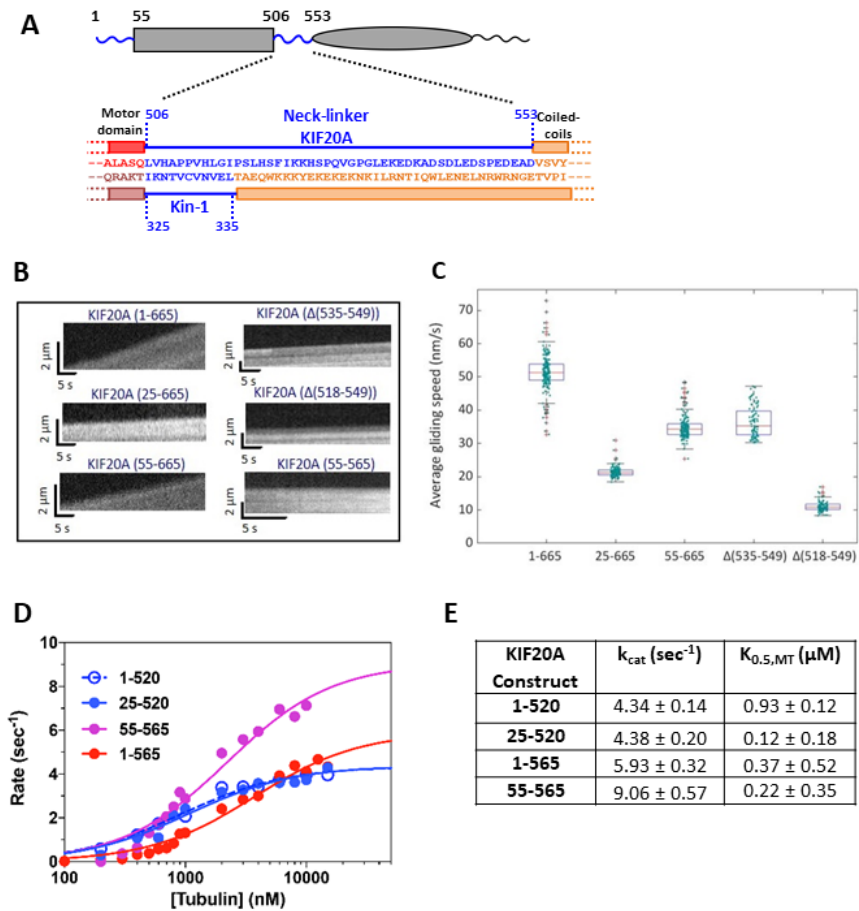 A
1 55 506 553
Motor domain
506
Neck-linker
KIF20A
553
Coiled-coils
--ALASQLVHAPPVHLGIPSLHSFIKKHSPQVGPGLEKEDKADSDLEDSPEDEADVSVY--
--QRAKTIKNTVCVNVELTAEQWKKKYEKEKEKNKILRNTIQWLENELNRWRNGETVPI--
Kin-1
325 335
B
KIF20A (1-665)
2 μm
5 s
KIF20A (Δ(535-549))
2 μm
5 s
KIF20A (25-665)
2 μm
5 s
KIF20A (Δ(518-549))
2 μm
5 s
KIF20A (55-665)
2 μm
5 s
KIF20A (55-565)
2 μm
5 s
C
Average gliding speed (nm/s)
70
60
50
40
30
20
10
0
1-665 25-665 55-665 Δ(535-549) Δ(518-549)
D
Rate (sec-1)
10
8
6
4
2
0
1-520
25-520
55-565
1-565
100 1000 10000
[Tubulin] (nM)
E
KIF20A Construct kcat (sec-1) K0.5,MT (μM)
1-520 4.34 ± 0.14 0.93 ± 0.12
25-520 4.38 ± 0.20 0.12 ± 0.18
1-565 5.93 ± 0.32 0.37 ± 0.52
55-565 9.06 ± 0.57 0.22 ± 0.35